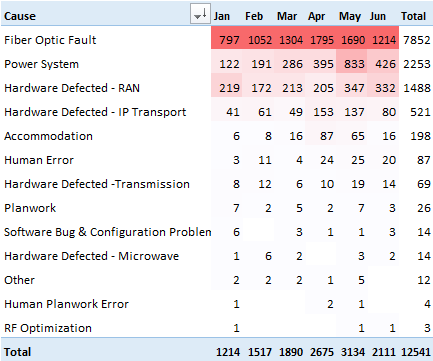 Cause Jan Feb Mar Apr May Jun Total
Fiber Optic Fault 797 1052 1304 1795 1690 1214 7852
Power System 122 191 286 395 833 426 2253
Hardware Defected - RAN 219 172 213 205 347 332 1488
Hardware Defected - IP Transport 41 61 49 153 137 80 521
Accommodation 6 8 16 87 65 16 198
Human Error 3 11 4 24 25 20 87
Hardware Defected -Transmission 8 12 6 10 19 14 69
Planwork 7 2 5 2 7 3 26
Software Bug & Configuration Problem 6 3 1 1 3 14
Hardware Defected - Microwave 1 6 2 3 2 14
Other 2 2 2 1 5 12
Human Planwork Error 1 2 1 4
RF Optimization 1 1 1 3
Total 1214 1517 1890 2675 3134 2111 12541